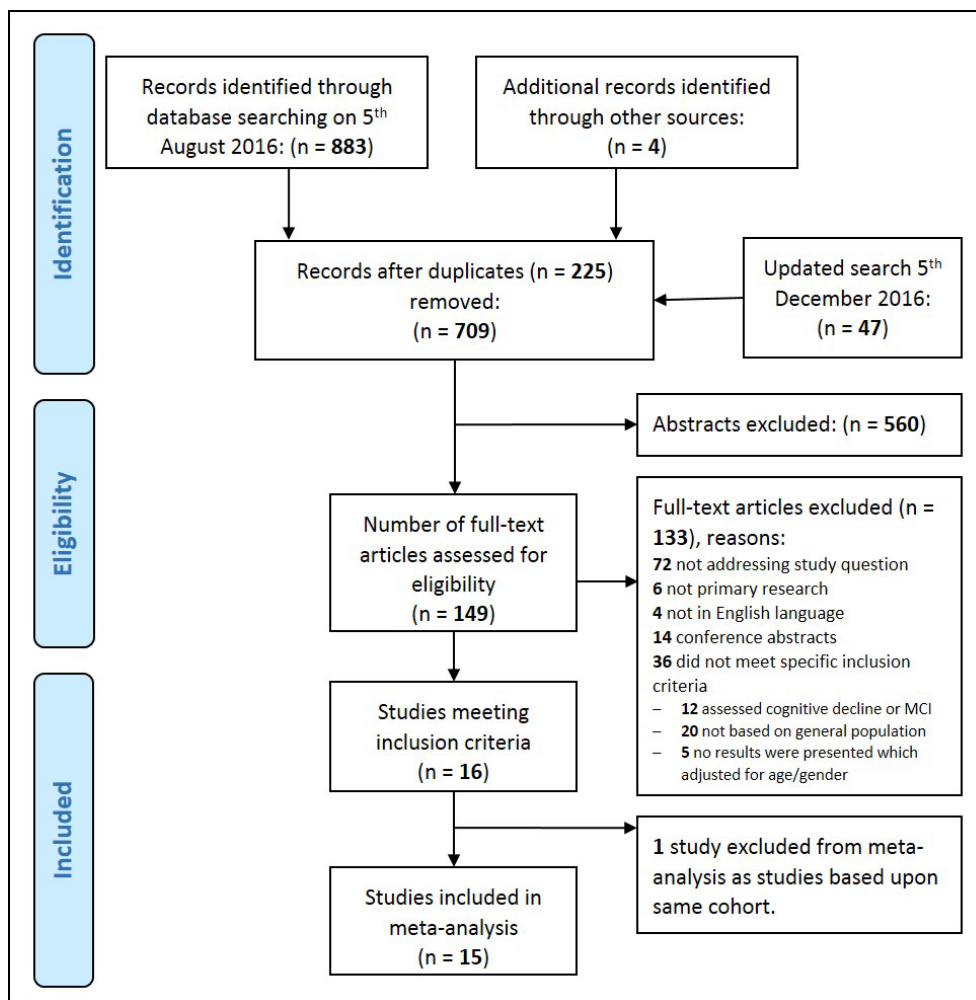 Identification
Records identified through
database searching on 5th
August 2016: (n = 883)
Additional records identified
through other sources:
(n = 4)
Records after duplicates (n = 225)
removed:
(n = 709)
Updated search 5th
December 2016:
(n = 47)
Eligibility
Abstracts excluded: (n = 560)
Number of full-text
articles assessed for
eligibility
(n = 149)
Full-text articles excluded (n =
133), reasons:
72 not addressing study question
6 not primary research
4 not in English language
14 conference abstracts
36 did not meet specific inclusion
criteria
– 12 assessed cognitive decline or MCI
– 20 not based on general population
– 5 no results were presented which
adjusted for age/gender
Included
Studies meeting
inclusion criteria
(n = 16)
1 study excluded from meta-
analysis as studies based upon
same cohort.
Studies included in
meta-analysis
(n = 15)